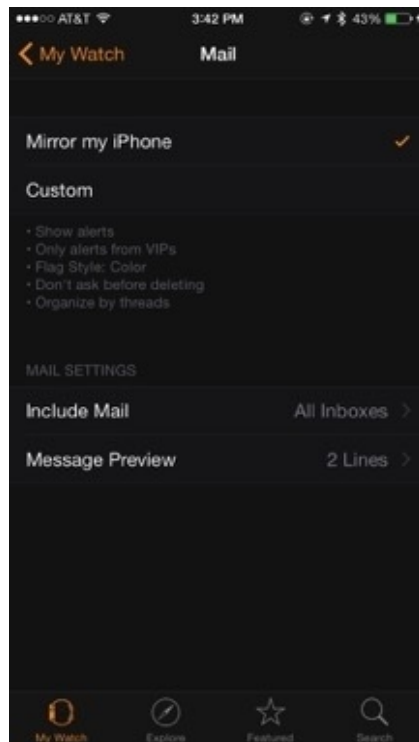 AT&T 3:42 PM 43%
My Watch Mail
Mirror my iPhone
Custom
• Show alerts
• Only alerts from VIPs
• Flag Style: Color
• Don't ask before deleting
• Organize by threads
MAIL SETTINGS
Include Mail All Inboxes
Message Preview 2 Lines
My Watch Explore Featured Search